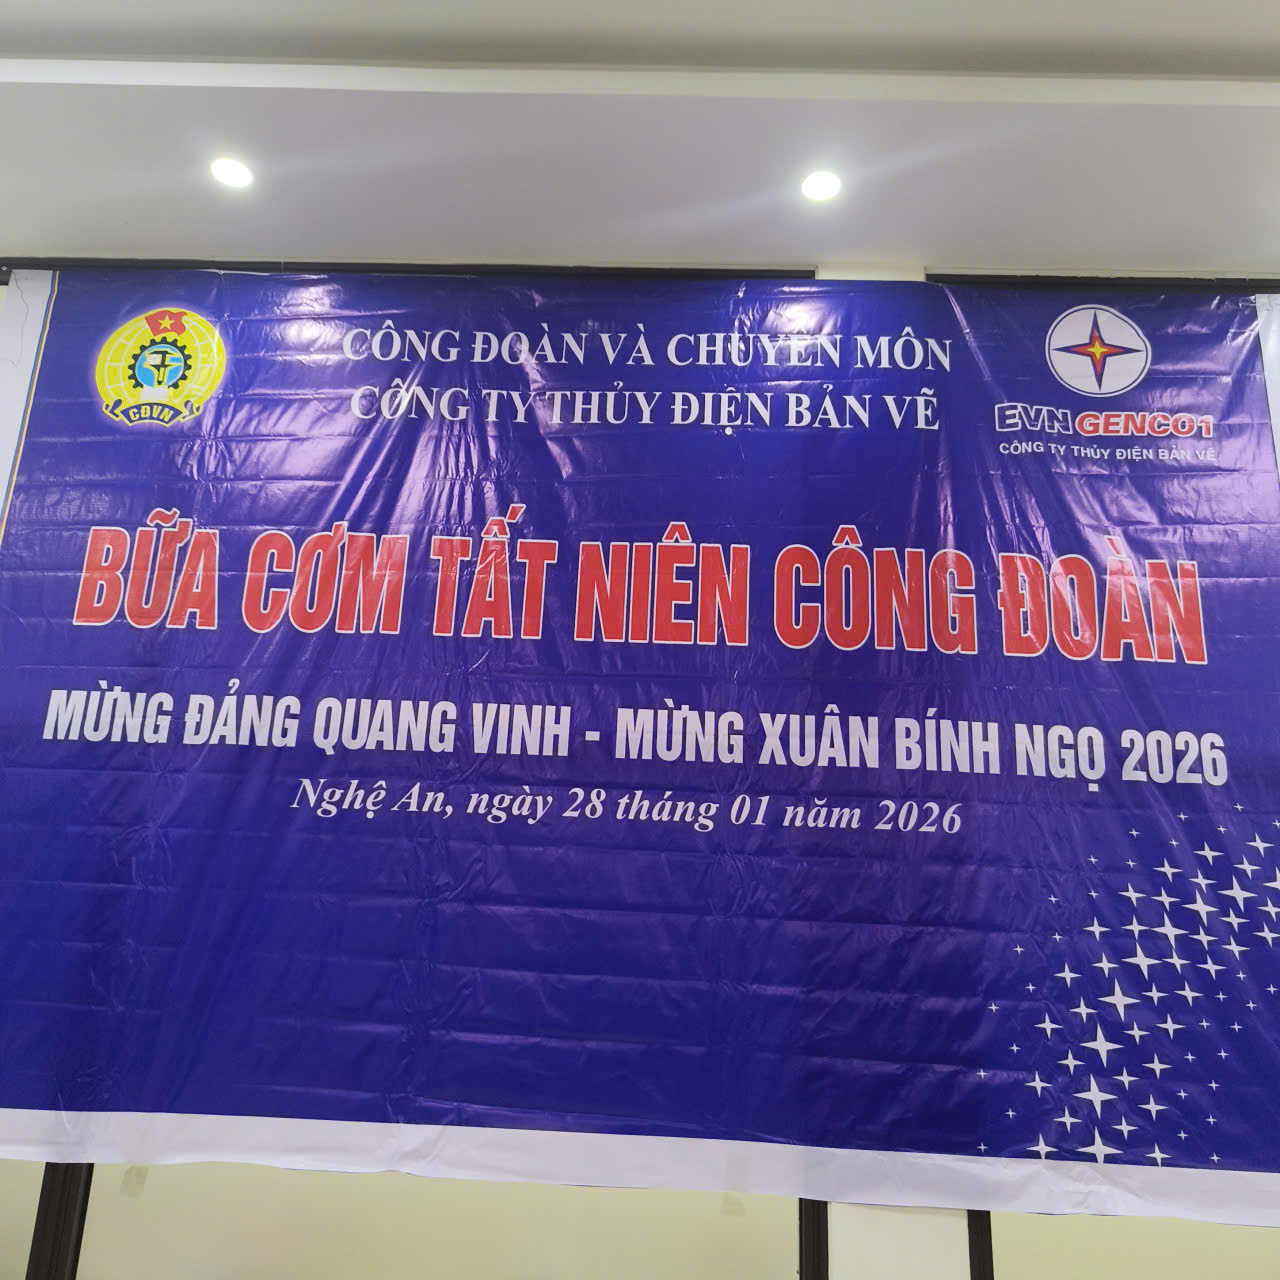 CÔNG ĐOÀN VÀ CHUYÊN MÔN
CÔNG TY THỦY ĐIỆN BẢN VẼ
CĐVN
EVNGENCO1
CÔNG TY THỦY ĐIỆN BẢN VẼ
BỮA CƠM TẤT NIÊN CÔNG ĐOÀN
MỪNG ĐẢNG QUANG VINH - MỪNG XUÂN BÍNH NGỌ 2026
Nghệ An, ngày 28 tháng 01 năm 2026